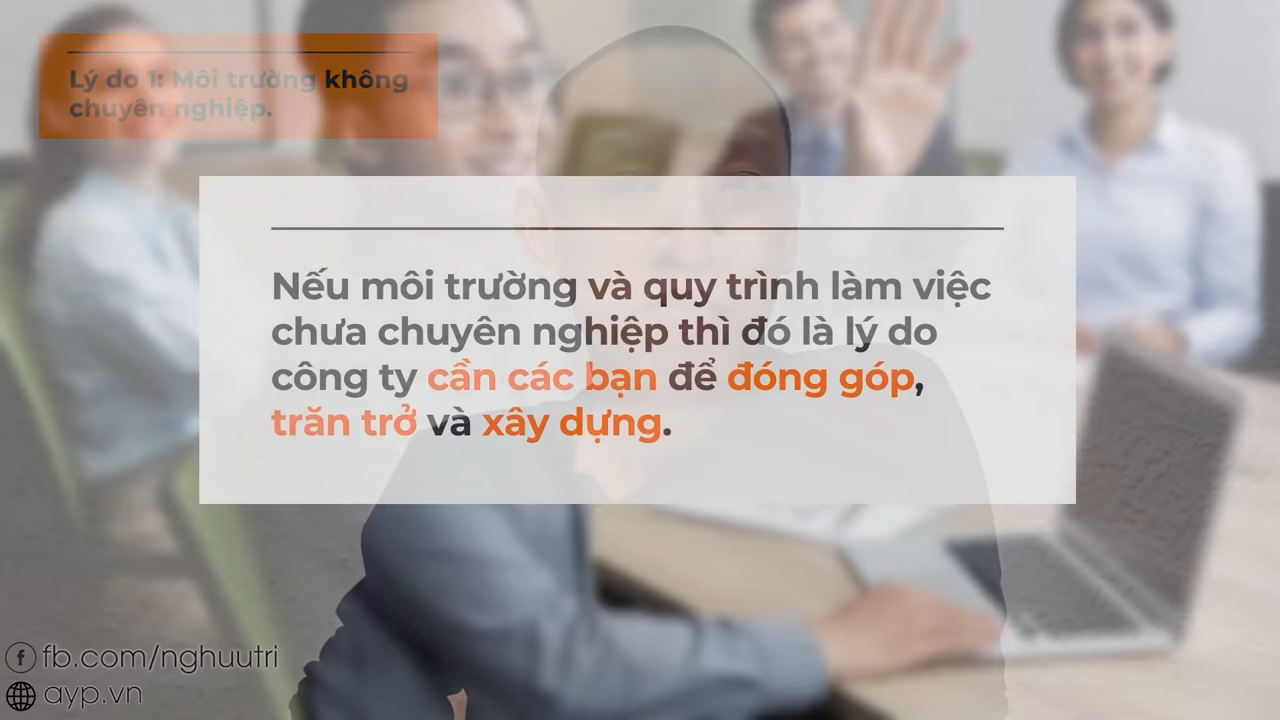 Lý do 1: Môi trường không
chuyên nghiệp.
Nếu môi trường và quy trình làm việc
chưa chuyên nghiệp thì đó là lý do
công ty cần các bạn để đóng góp,
trăn trở và xây dựng.
fb.com/nghuutri
ayp.vn